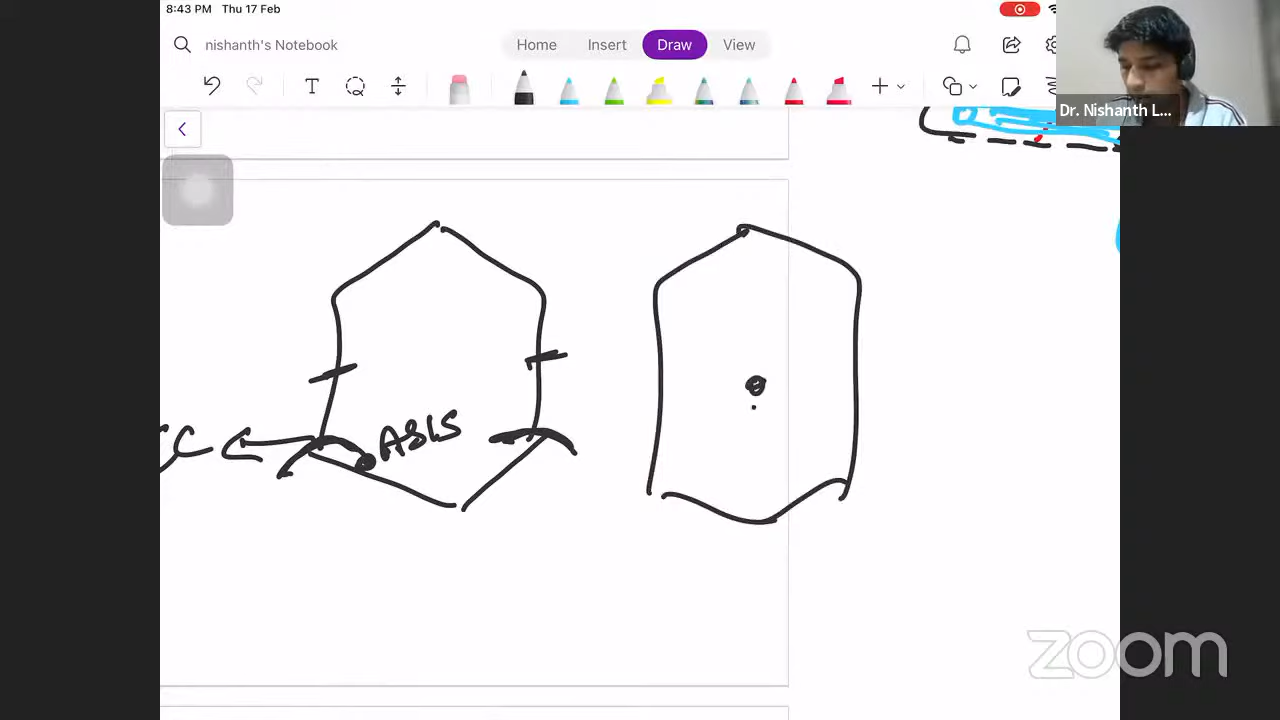 8:43 PM Thu 17 Feb
nishanth's Notebook
Home Insert Draw View
Dr. Nishanth L...
ASIS
zoom